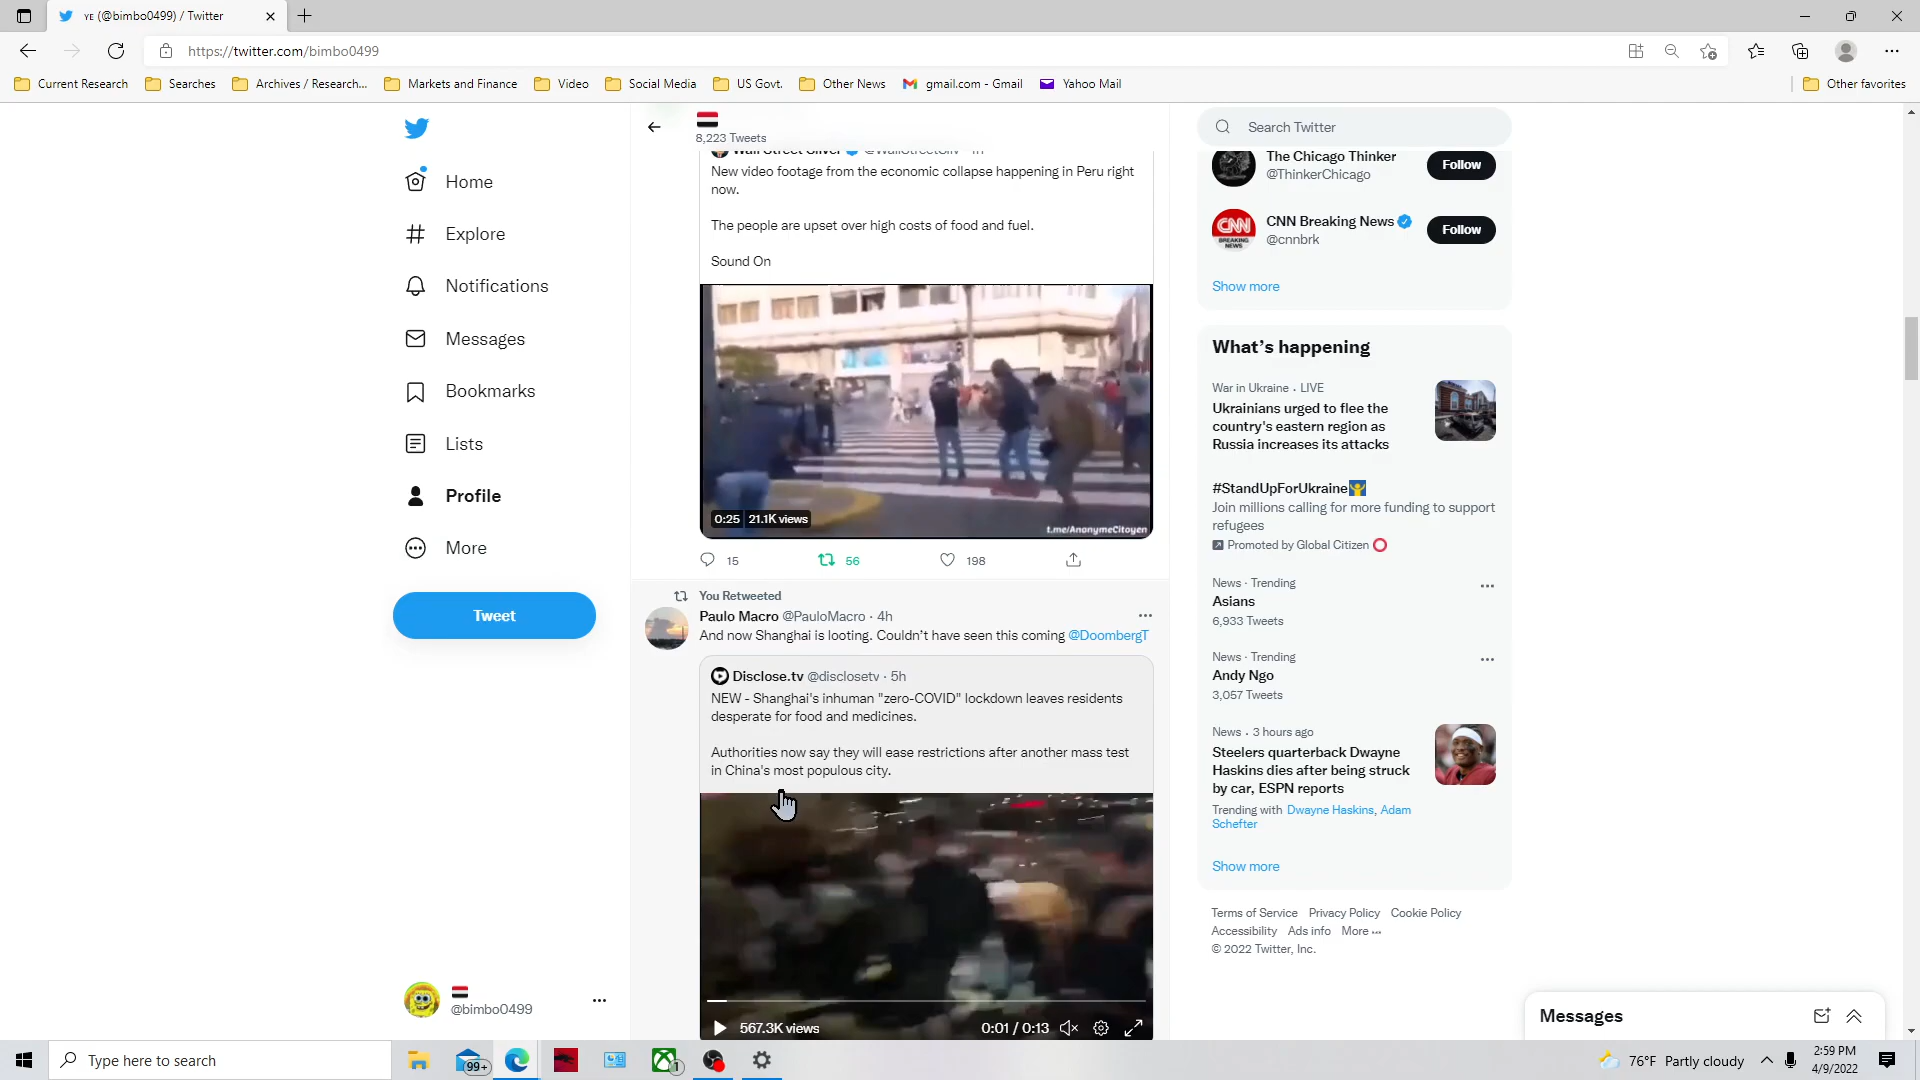 YE (@bimbo0499) / Twitter
https://twitter.com/bimbo0499
Current Research
Searches
Archives / Research...
Markets and Finance
Video
Social Media
US Govt.
Other News
gmail.com - Gmail
Yahoo Mail
Other favorites
Home
Explore
Notifications
Messages
Bookmarks
Lists
Profile
More
Tweet
@bimbo0499
8,223 Tweets
Wall Street Silver @WallStreetSilv · 1h
New video footage from the economic collapse happening in Peru right
now.
The people are upset over high costs of food and fuel.
Sound On
0:25 21.1K views
t.me/AnonymeCitoyen
15 56 198
You Retweeted
Paulo Macro @PauloMacro · 4h
And now Shanghai is looting. Couldn't have seen this coming @DoombergT
Disclose.tv @disclosetv · 5h
NEW - Shanghai's inhuman "zero-COVID" lockdown leaves residents
desperate for food and medicines.
Authorities now say they will ease restrictions after another mass test
in China's most populous city.
567.3K views 0:01 / 0:13
Search Twitter
The Chicago Thinker
@ThinkerChicago
Follow
CNN Breaking News
@cnnbrk
Follow
CNN
BREAKING
NEWS
Show more
What's happening
War in Ukraine · LIVE
Ukrainians urged to flee the
country's eastern region as
Russia increases its attacks
#StandUpForUkraine
Join millions calling for more funding to support
refugees
Promoted by Global Citizen
News · Trending
Asians
6,933 Tweets
News · Trending
Andy Ngo
3,057 Tweets
News · 3 hours ago
Steelers quarterback Dwayne
Haskins dies after being struck
by car, ESPN reports
Trending with Dwayne Haskins, Adam
Schefter
Show more
Terms of Service Privacy Policy Cookie Policy
Accessibility Ads info More ...
© 2022 Twitter, Inc.
Messages
Type here to search
99+
1
76°F Partly cloudy
2:59 PM
4/9/2022